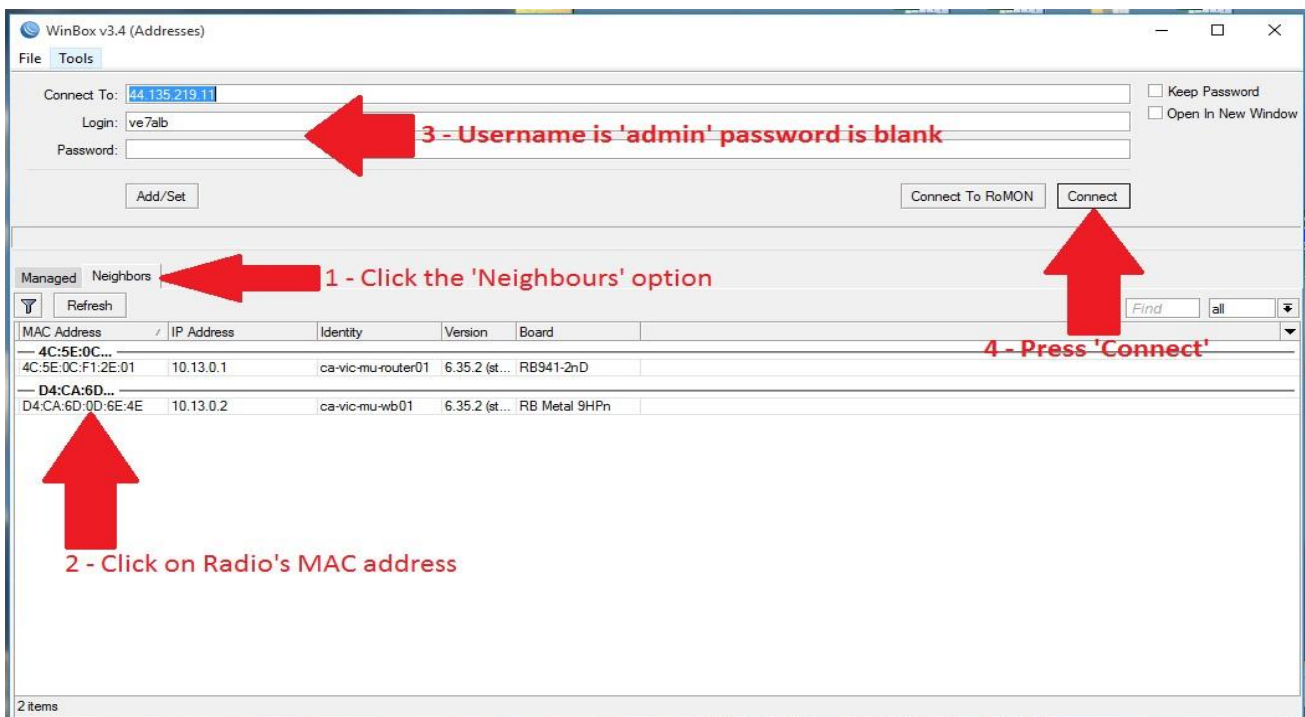 WinBox v3.4 (Addresses)
File Tools
Connect To: 44.135.219.11
Keep Password
Login: ve7alb
Open In New Window
3 - Username is 'admin' password is blank
Password:
Add/Set
Connect To RoMON
Connect
Managed Neighbors
1 - Click the 'Neighbours' option
Refresh
Find all
MAC Address IP Address Identity Version Board
4 - Press 'Connect'
4C:5E:0C...
4C:5E:0C:F1:2E:01 10.13.0.1 ca-vic-mu-router01 6.35.2 (st... RB941-2nD
D4:CA:6D...
D4:CA:6D:0D:6E:4E 10.13.0.2 ca-vic-mu-wb01 6.35.2 (st... RB Metal 9HPn
2 - Click on Radio's MAC address
2 items